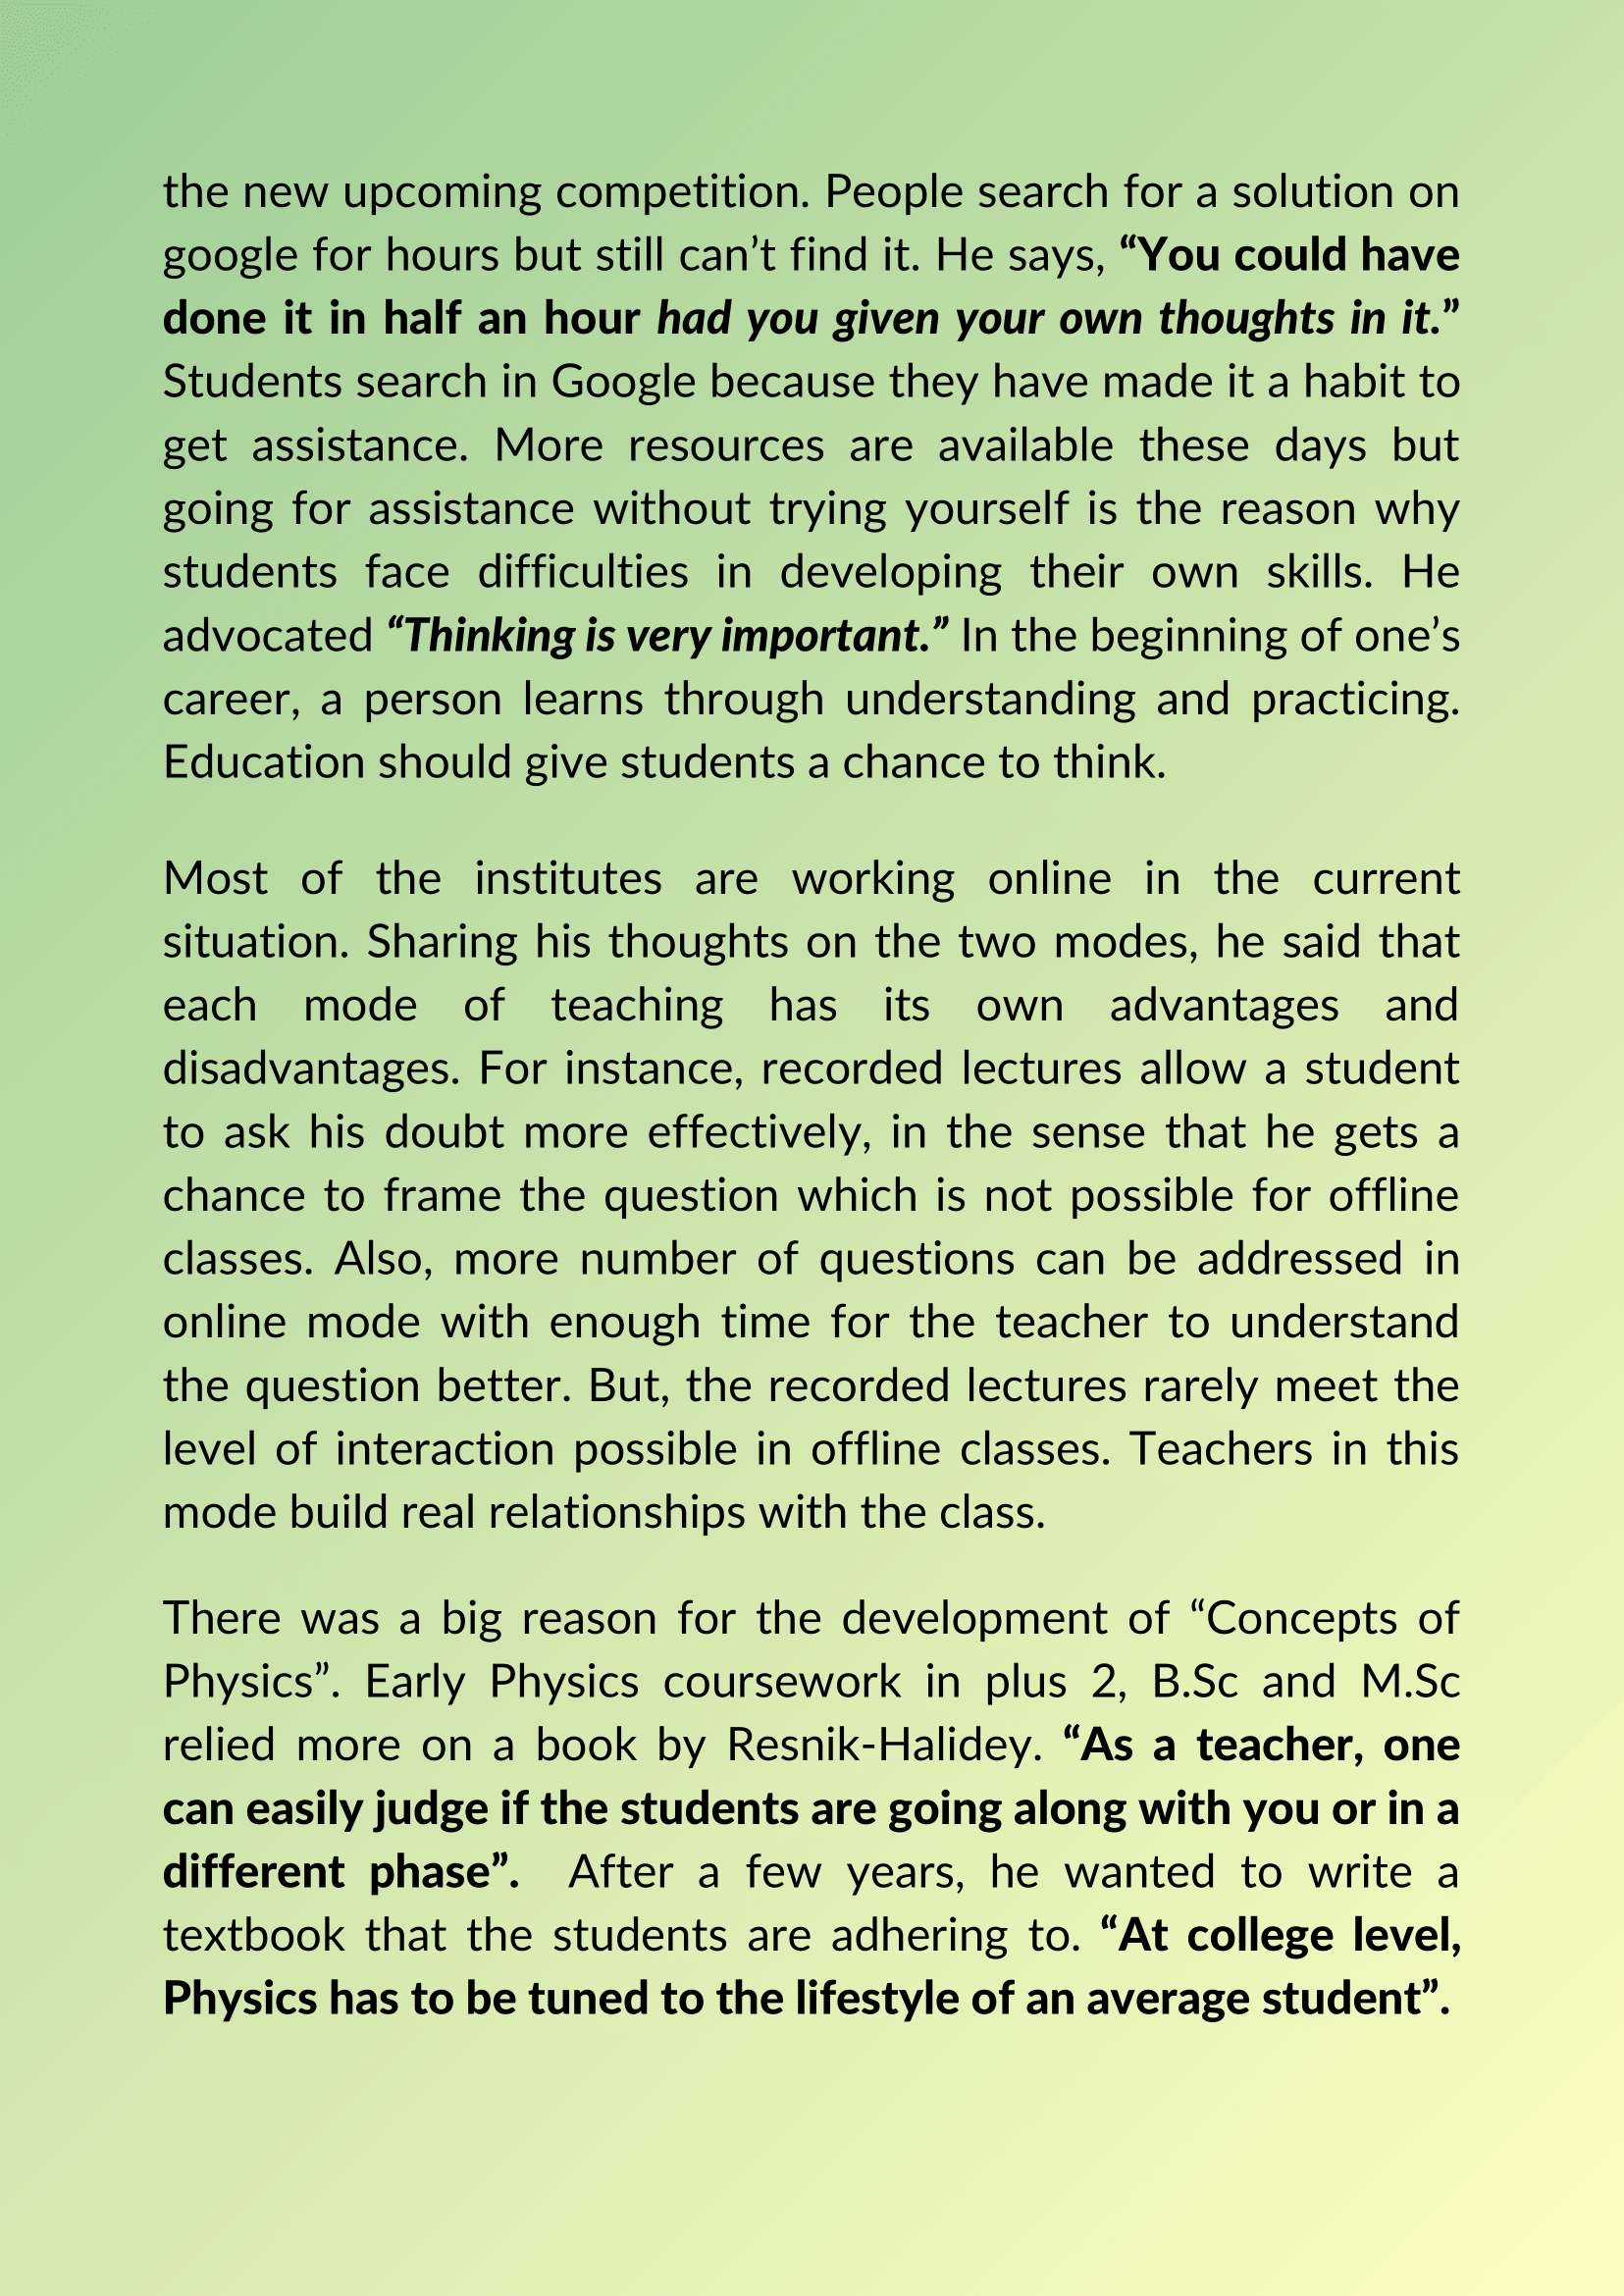 the new upcoming competition. People search for a solution on
google for hours but still can’t find it. He says, “You could have
done it in half an hour had you given your own thoughts in it.”
Students search in Google because they have made it a habit to
get assistance. More resources are available these days but
going for assistance without trying yourself is the reason why
students face difficulties in developing their own skills. He
advocated “Thinking is very important.” In the beginning of one’s
career, a person learns through understanding and practicing.
Education should give students a chance to think.
Most of the institutes are working online in the current
situation. Sharing his thoughts on the two modes, he said that
each mode of teaching has its own advantages and
disadvantages. For instance, recorded lectures allow a student
to ask his doubt more effectively, in the sense that he gets a
chance to frame the question which is not possible for offline
classes. Also, more number of questions can be addressed in
online mode with enough time for the teacher to understand
the question better. But, the recorded lectures rarely meet the
level of interaction possible in offline classes. Teachers in this
mode build real relationships with the class.
There was a big reason for the development of “Concepts of
Physics”. Early Physics coursework in plus 2, B.Sc and M.Sc
relied more on a book by Resnik-Halidey. “As a teacher, one
can easily judge if the students are going along with you or in a
different phase”. After a few years, he wanted to write a
textbook that the students are adhering to. “At college level,
Physics has to be tuned to the lifestyle of an average student”.